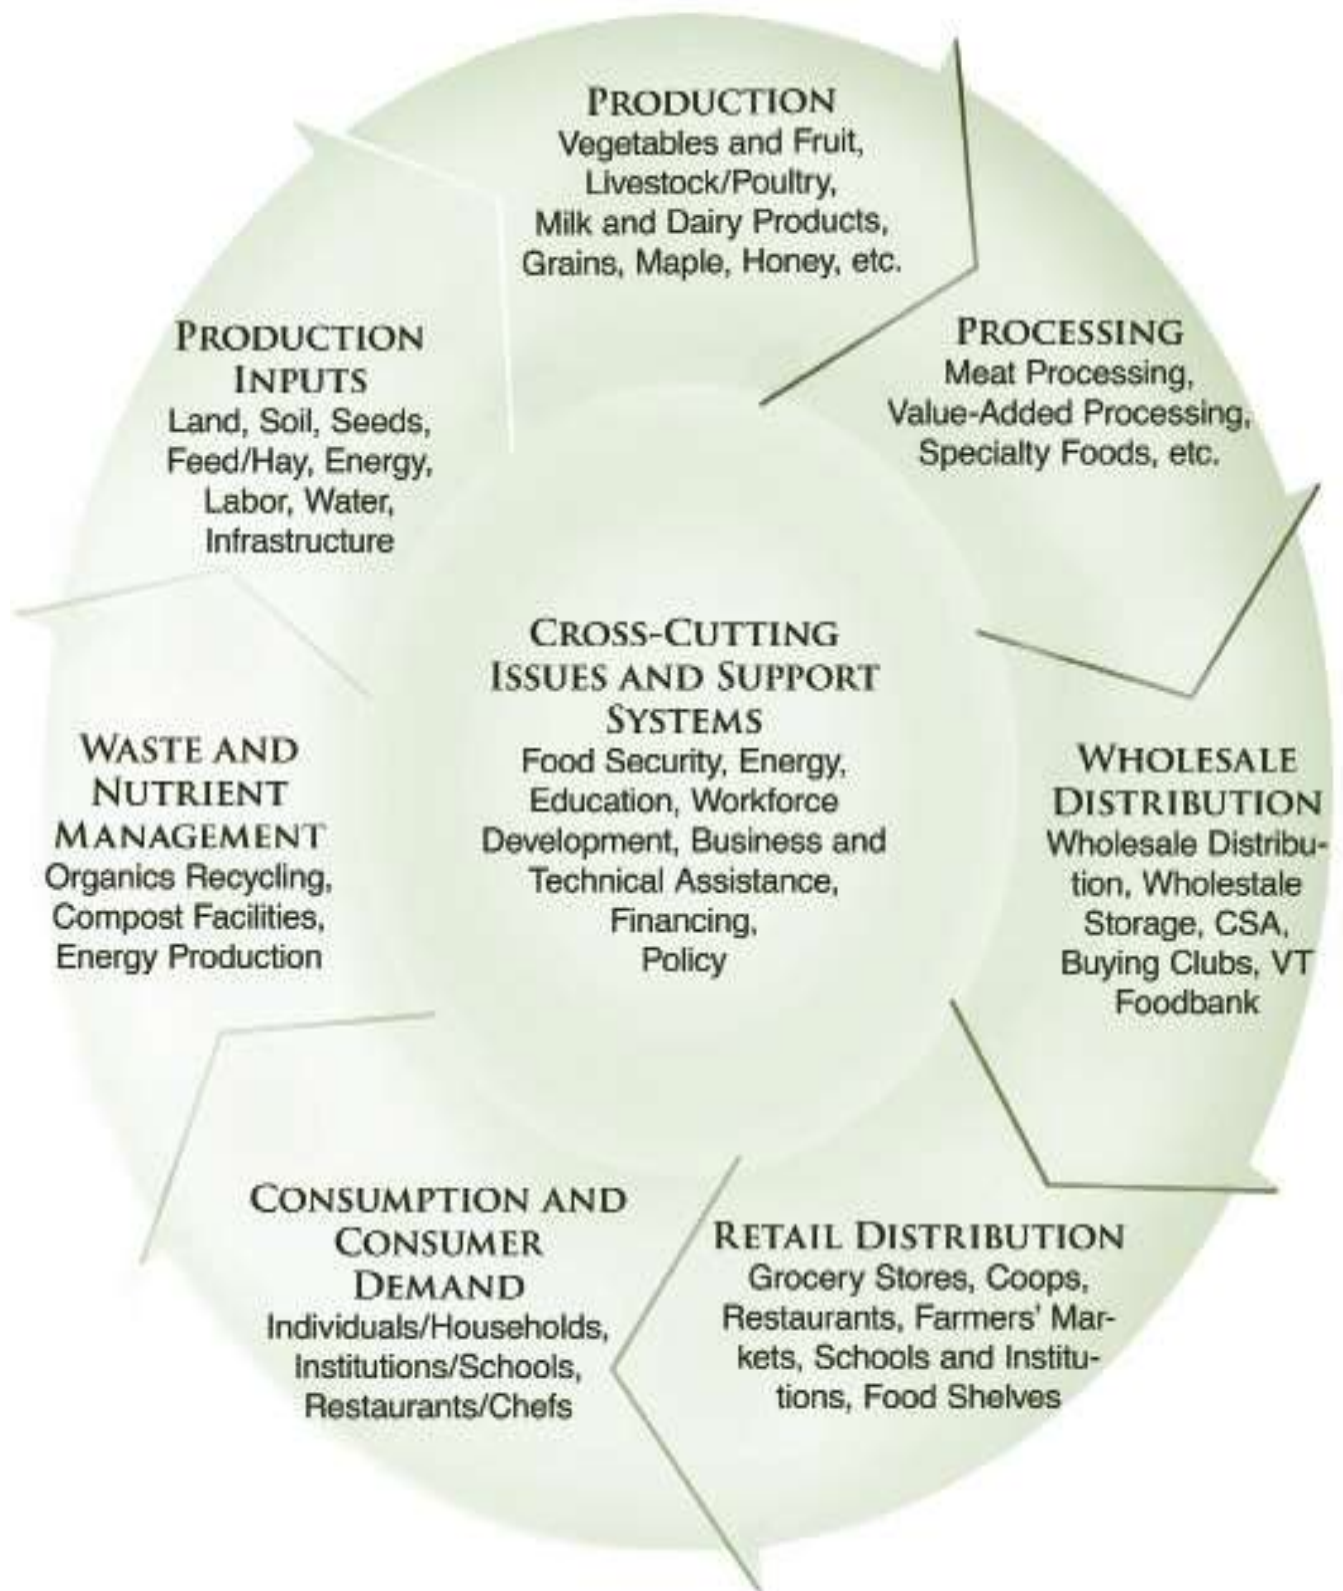 PRODUCTION
Vegetables and Fruit,
Livestock/Poultry,
Milk and Dairy Products,
Grains, Maple, Honey, etc.
PROCESSING
Meat Processing,
Value-Added Processing,
Specialty Foods, etc.
WHOLESALE
DISTRIBUTION
Wholesale Distribu-
tion, Wholestale
Storage, CSA,
Buying Clubs, VT
Foodbank
RETAIL DISTRIBUTION
Grocery Stores, Coops,
Restaurants, Farmers' Mar-
kets, Schools and Institu-
tions, Food Shelves
CONSUMPTION AND
CONSUMER
DEMAND
Individuals/Households,
Institutions/Schools,
Restaurants/Chefs
WASTE AND
NUTRIENT
MANAGEMENT
Organics Recycling,
Compost Facilities,
Energy Production
PRODUCTION
INPUTS
Land, Soil, Seeds,
Feed/Hay, Energy,
Labor, Water,
Infrastructure
CROSS-CUTTING
ISSUES AND SUPPORT
SYSTEMS
Food Security, Energy,
Education, Workforce
Development, Business and
Technical Assistance,
Financing,
Policy